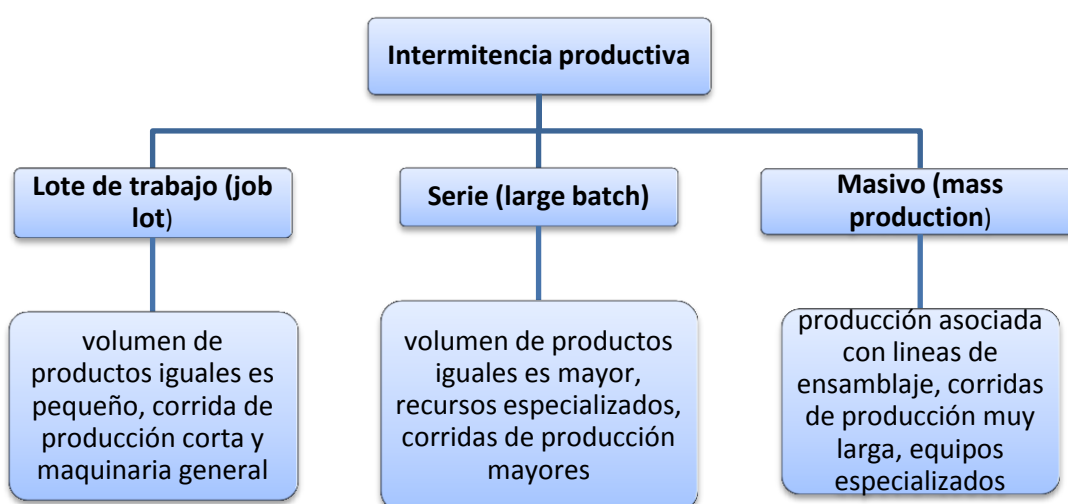 Intermitencia productiva
Lote de trabajo (job
lot)
volumen de
productos iguales es
pequeño, corrida de
producción corta y
maquinaria general
Serie (large batch)
volumen de productos
iguales es mayor,
recursos especializados,
corridas de producción
mayores
Masivo (mass
production)
producción asociada
con lineas de
ensamblaje, corridas
de producción muy
larga, equipos
especializados